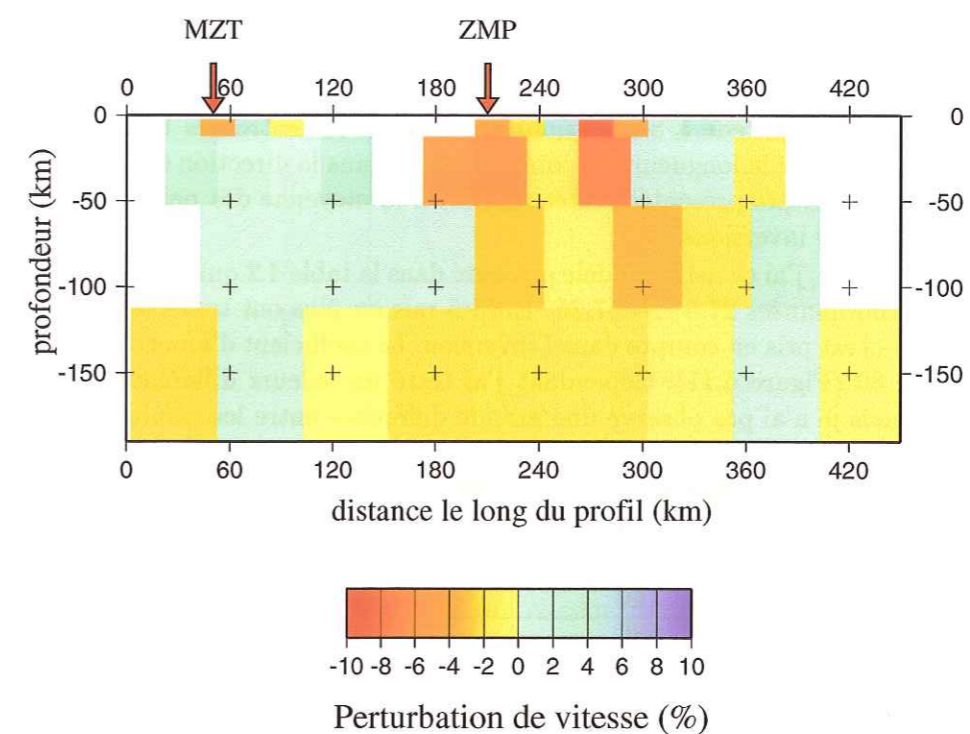 MZT ZMP
0 60 120 180 240 300 360 420
0 0
-50 -50
-100 -100
-150 -150
profondeur (km)
0 60 120 180 240 300 360 420
distance le long du profil (km)
-10 -8 -6 -4 -2 0 2 4 6 8 10
Perturbation de vitesse (%)